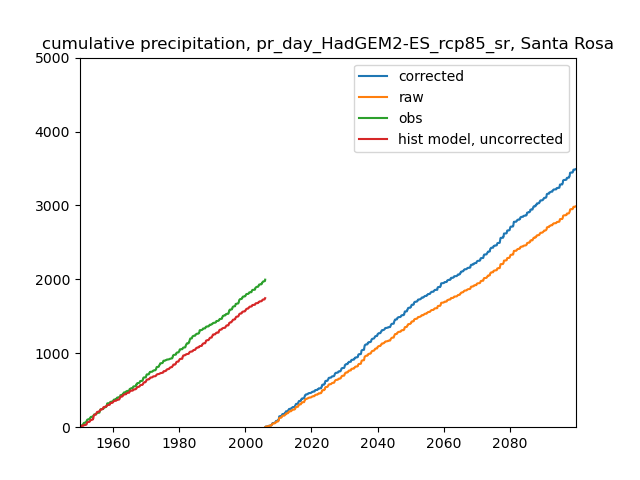 cumulative precipitation, pr_day_HadGEM2-ES_rcp85_sr, Santa Rosa
5000
4000
3000
2000
1000
0
corrected
raw
obs
hist model, uncorrected
1960 1980 2000 2020 2040 2060 2080